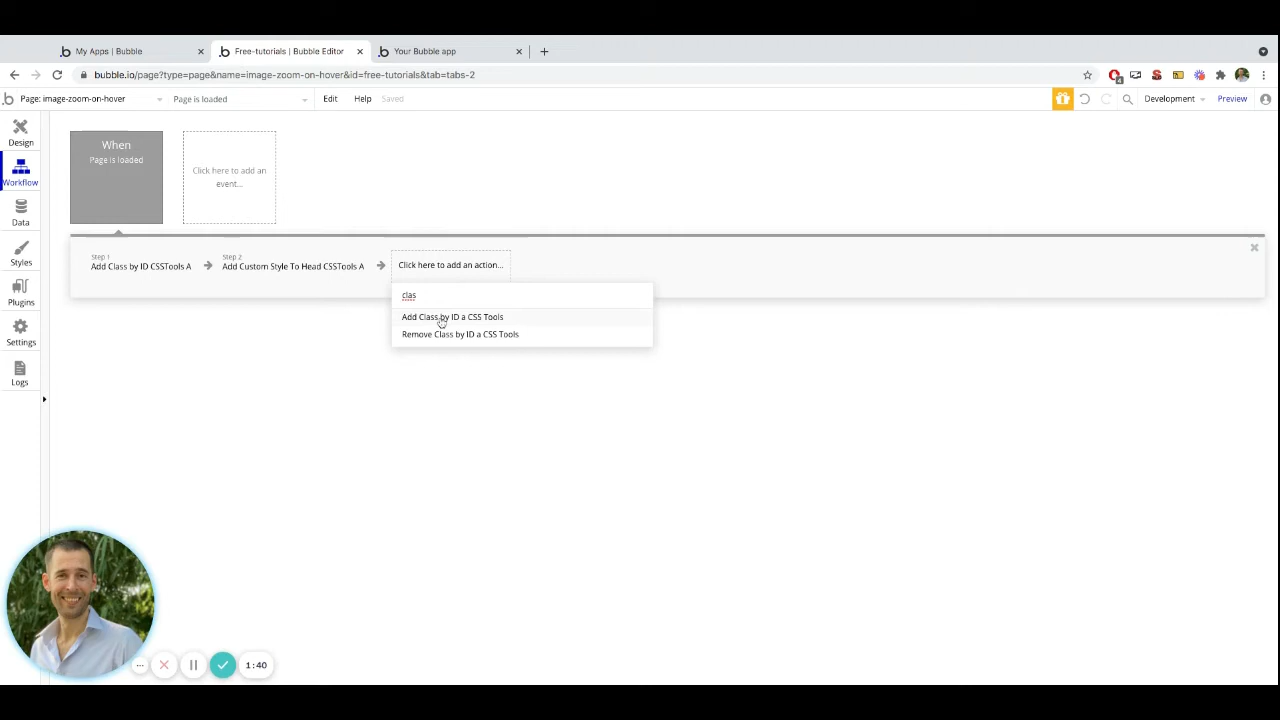 My Apps | Bubble
Free-tutorials | Bubble Editor
Your Bubble app
bubble.io/page?type=page&name=image-zoom-on-hover&id=free-tutorials&tab=tabs-2
4
Page: image-zoom-on-hover
Page is loaded
Edit
Help
Saved
Development
Preview
Design
Workflow
Data
Styles
Plugins
Settings
Logs
When
Page is loaded
Click here to add an
event...
Step 1
Add Class by ID CSSTools A
Step 2
Add Custom Style To Head CSSTools A
Click here to add an action...
clas
Add Class by ID a CSS Tools
Remove Class by ID a CSS Tools
1:40